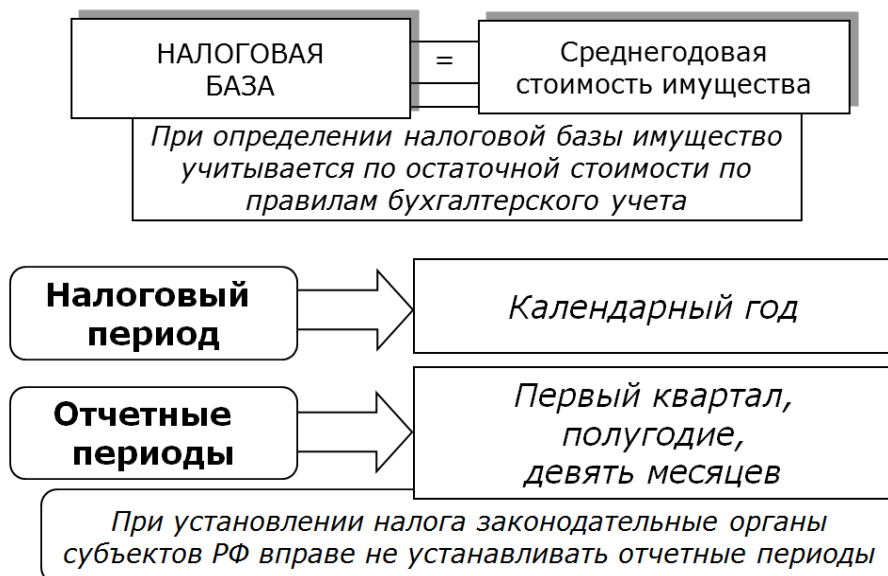 НАЛОГОВАЯ
БАЗА
=
Среднегодовая
стоимость имущества
При определении налоговой базы имущество
учитывается по остаточной стоимости по
правилам бухгалтерского учета
Налоговый
период
Календарный год
Отчетные
периоды
Первый квартал,
полугодие,
девять месяцев
При установлении налога законодательные органы
субъектов РФ вправе не устанавливать отчетные периоды